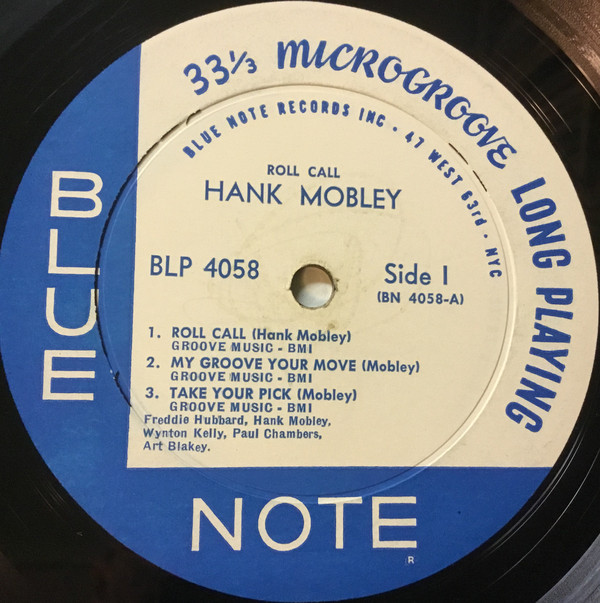 33⅓ MICROGROOVE LONG PLAYING
BLUE NOTE RECORDS INC • 47 WEST 63rd • NYC
ROLL CALL
HANK MOBLEY
BLP 4058
Side 1
(BN 4058-A)
1. ROLL CALL (Hank Mobley)
GROOVE MUSIC - BMI
2. MY GROOVE YOUR MOVE (Mobley)
GROOVE MUSIC - BMI
3. TAKE YOUR PICK (Mobley)
GROOVE MUSIC - BMI
Freddie Hubbard, Hank Mobley,
Wynton Kelly, Paul Chambers,
Art Blakey.
BLUE
NOTE
R